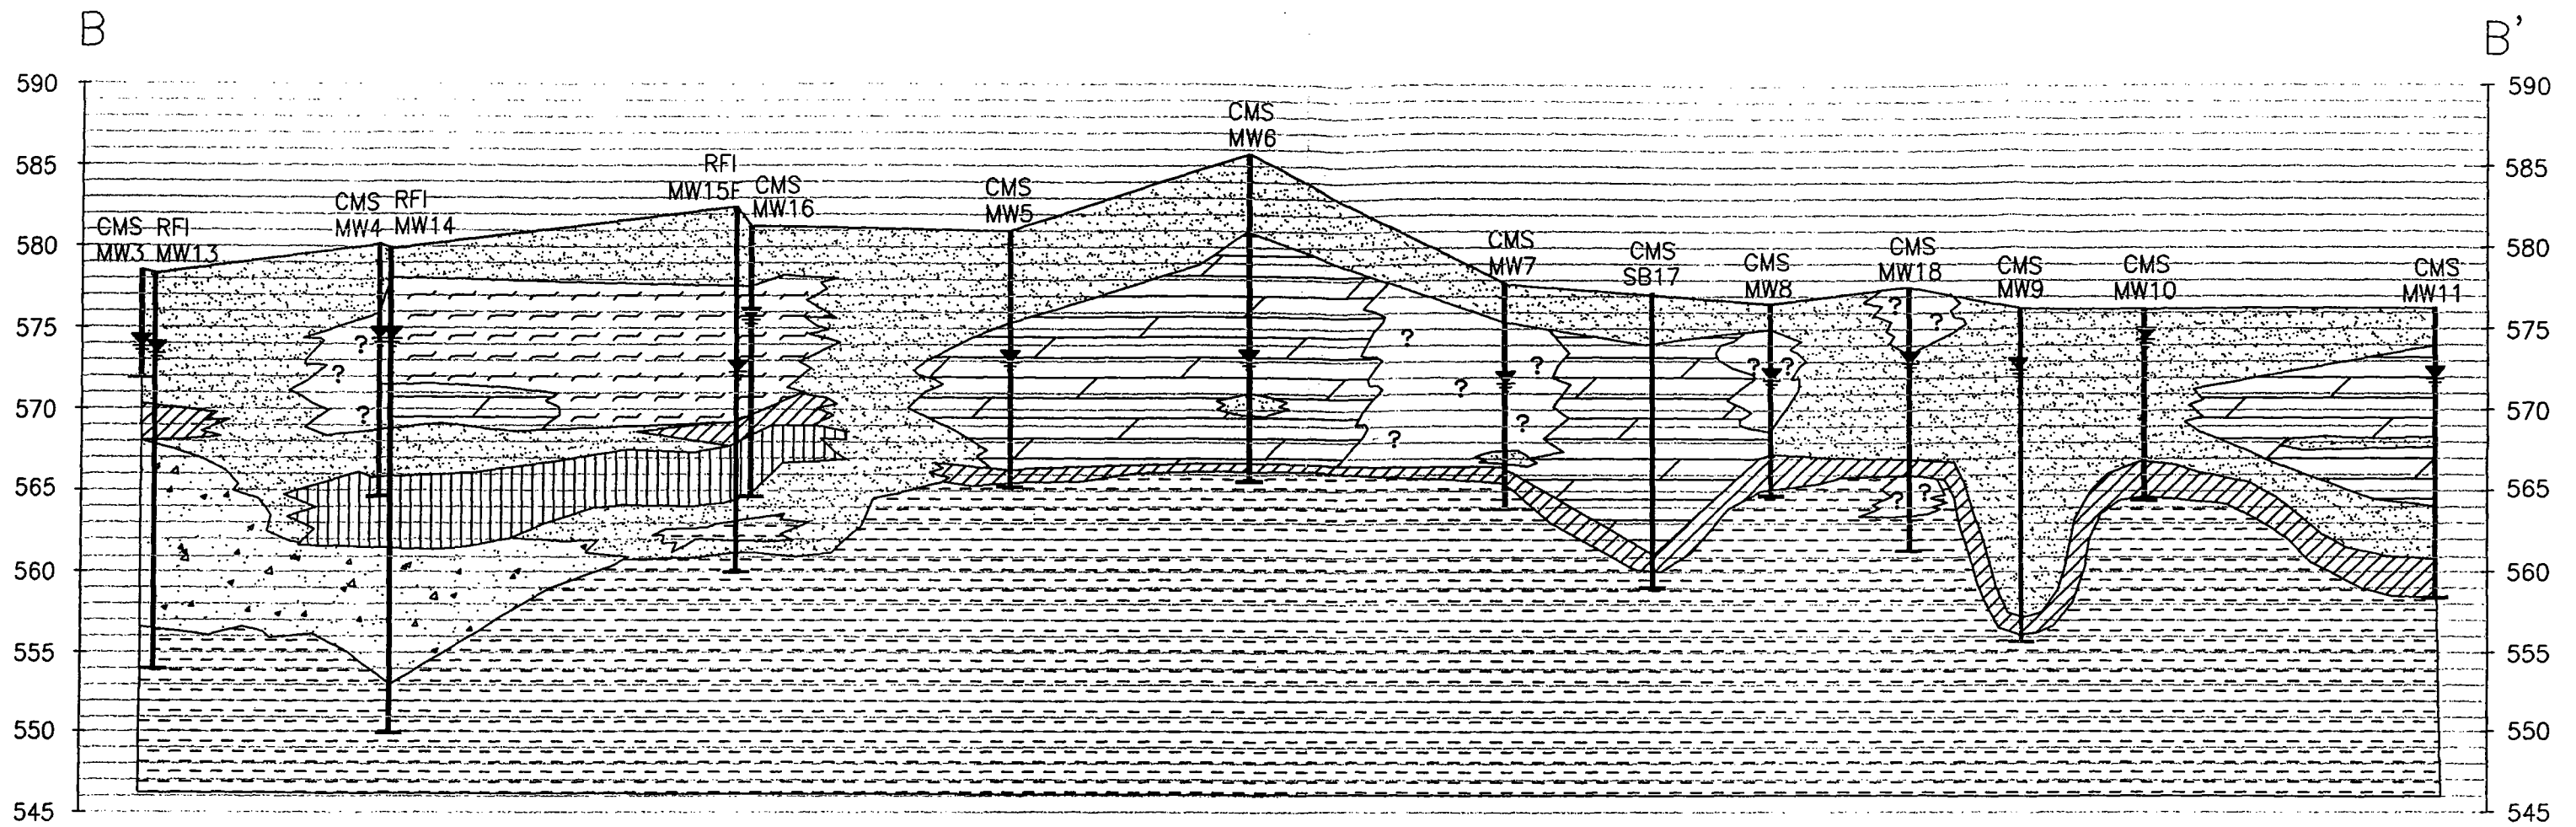 B B'
590 590
CMS
MW6
585 585
RFI
MW15F
CMS
MW16
CMS
MW5
CMS RFI
MW4 MW14
CMS RFI
MW3 MW13
580 580
CMS
MW7
CMS
SB17
CMS
MW8
CMS
MW18
CMS
MW9
CMS
MW10
CMS
MW11
575 575
? ? ?
? ? ? ?
? ? ? ?
? ?
570 570
565 565
? ?
560 560
555 555
550 550
545 545